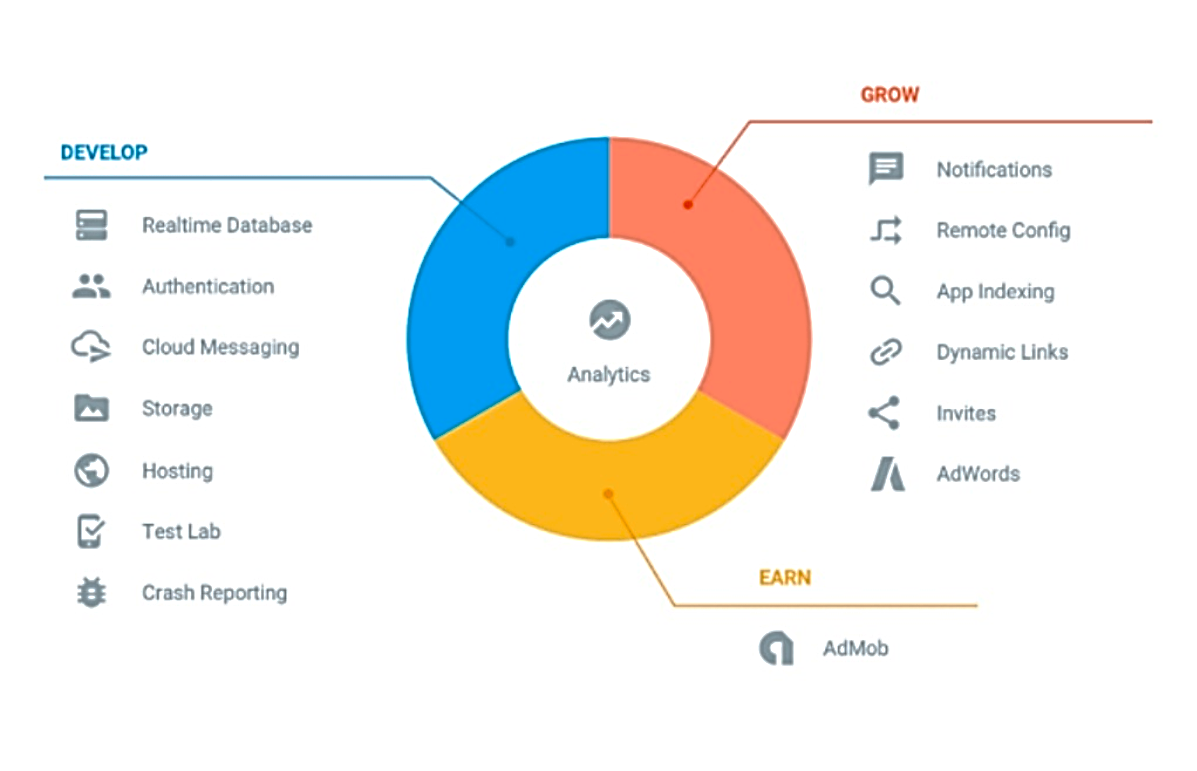 DEVELOP
Realtime Database
Authentication
Cloud Messaging
Storage
Hosting
Test Lab
Crash Reporting
Analytics
GROW
Notifications
Remote Config
App Indexing
Dynamic Links
Invites
AdWords
EARN
AdMob